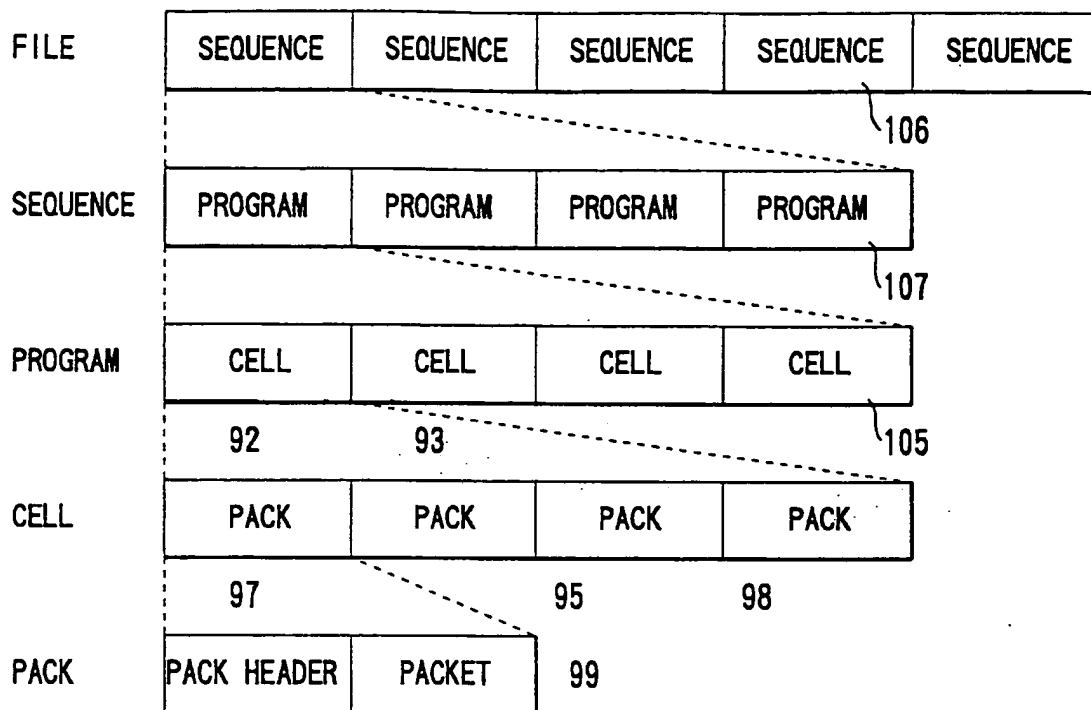 FILE SEQUENCE SEQUENCE SEQUENCE SEQUENCE SEQUENCE
106
SEQUENCE PROGRAM PROGRAM PROGRAM PROGRAM
107
PROGRAM CELL CELL CELL CELL
92 93 105
CELL PACK PACK PACK PACK
97 95 98
PACK PACK HEADER PACKET 99